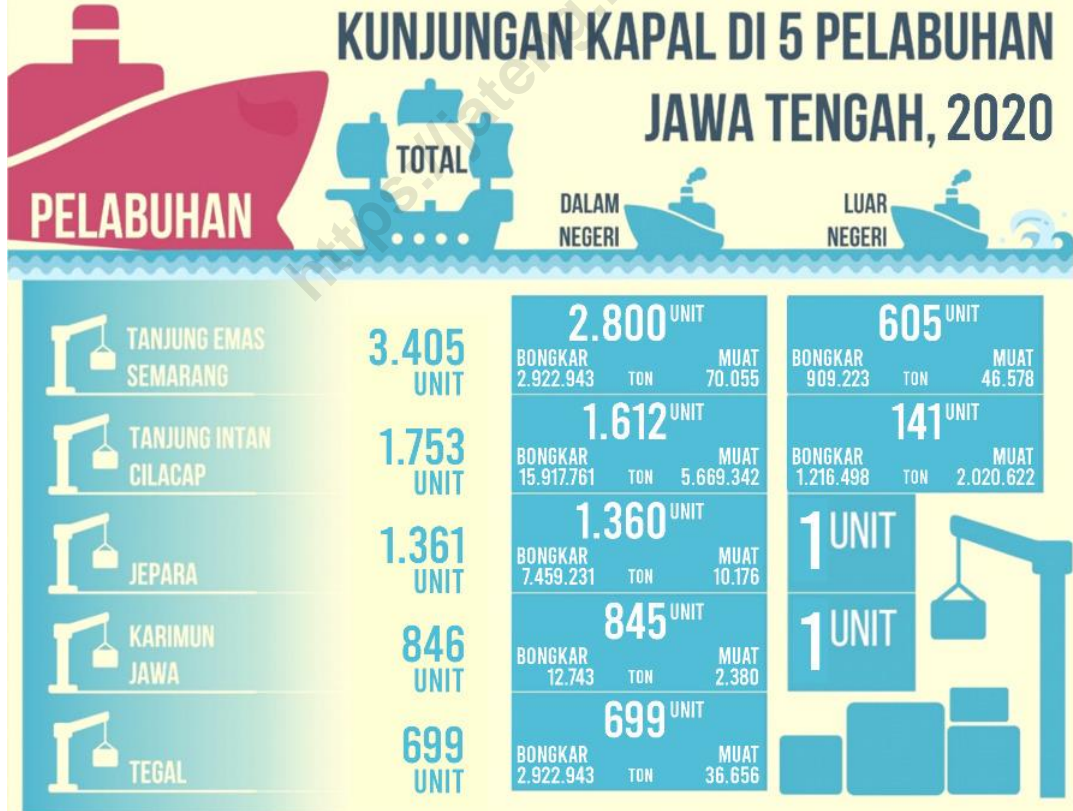 KUNJUNGAN KAPAL DI 5 PELABUHAN
JAWA TENGAH, 2020
PELABUHAN
TOTAL
DALAM
NEGERI
LUAR
NEGERI
https://jateng.
TANJUNG EMAS
SEMARANG
3.405
UNIT
2.800 UNIT
BONGKAR MUAT
2.922.943 TON 70.055
605 UNIT
BONGKAR MUAT
909.223 TON 46.578
TANJUNG INTAN
CILACAP
1.753
UNIT
1.612 UNIT
BONGKAR MUAT
15.917.761 TON 5.669.342
141 UNIT
BONGKAR MUAT
1.216.498 TON 2.020.622
JEPARA
1.361
UNIT
1.360 UNIT
BONGKAR MUAT
7.459.231 TON 10.176
1 UNIT
KARIMUN
JAWA
846
UNIT
845 UNIT
BONGKAR MUAT
12.743 TON 2.380
1 UNIT
TEGAL
699
UNIT
699 UNIT
BONGKAR MUAT
2.922.943 TON 36.656